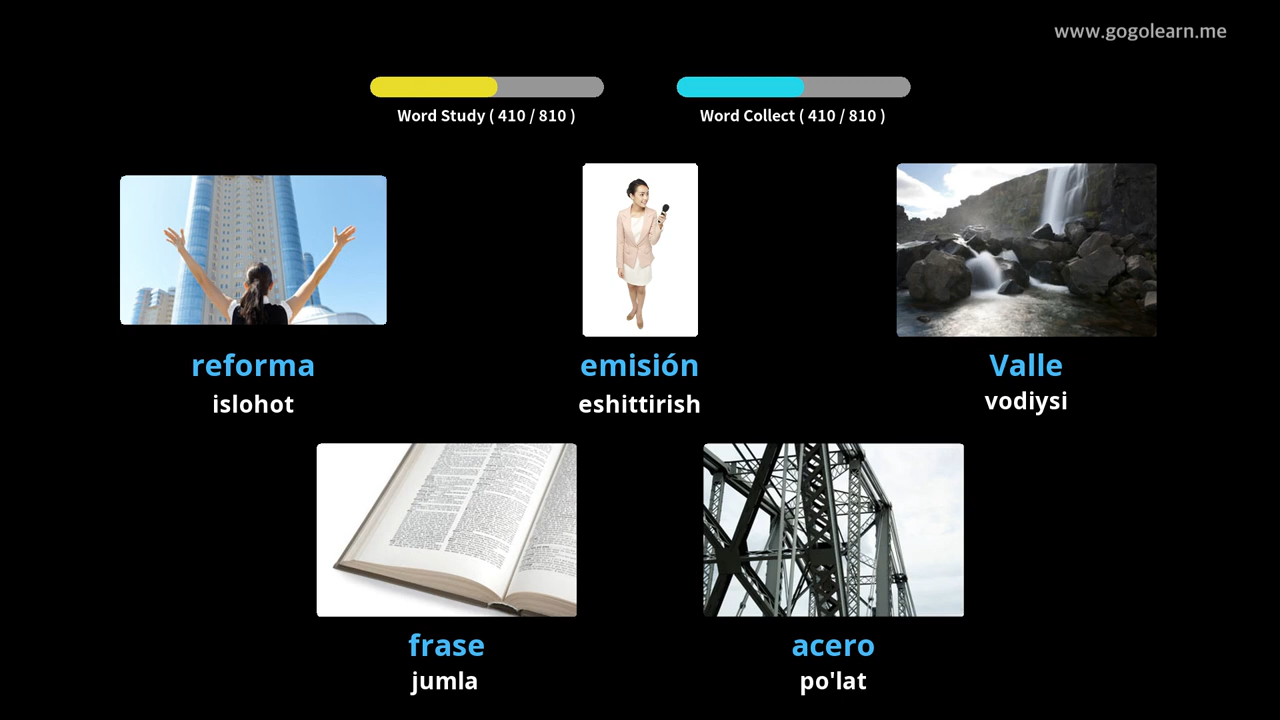 www.gogolearn.me
Word Study ( 410 / 810 )
Word Collect ( 410 / 810 )
reforma
islohot
emisión
eshittirish
Valle
vodiysi
frase
jumla
acero
po'lat